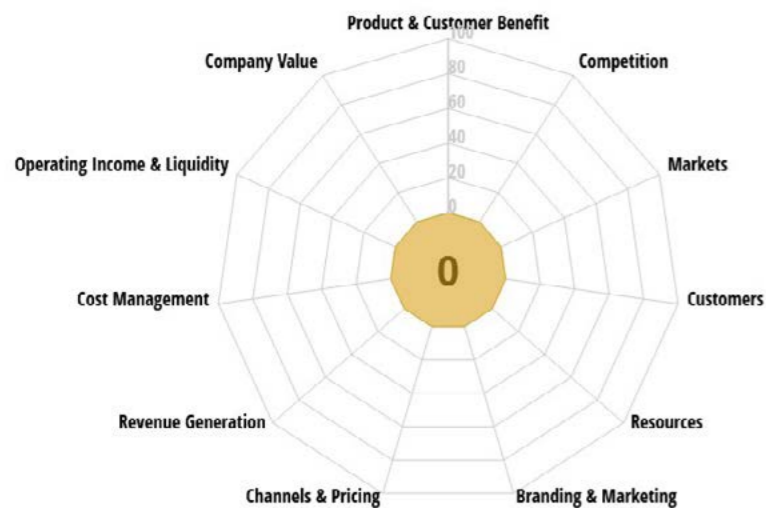 Product & Customer Benefit
100
Company Value
Competition
80
60
40
Operating Income & Liquidity
Markets
20
0
0
Cost Management
Customers
Revenue Generation
Resources
Channels & Pricing
Branding & Marketing